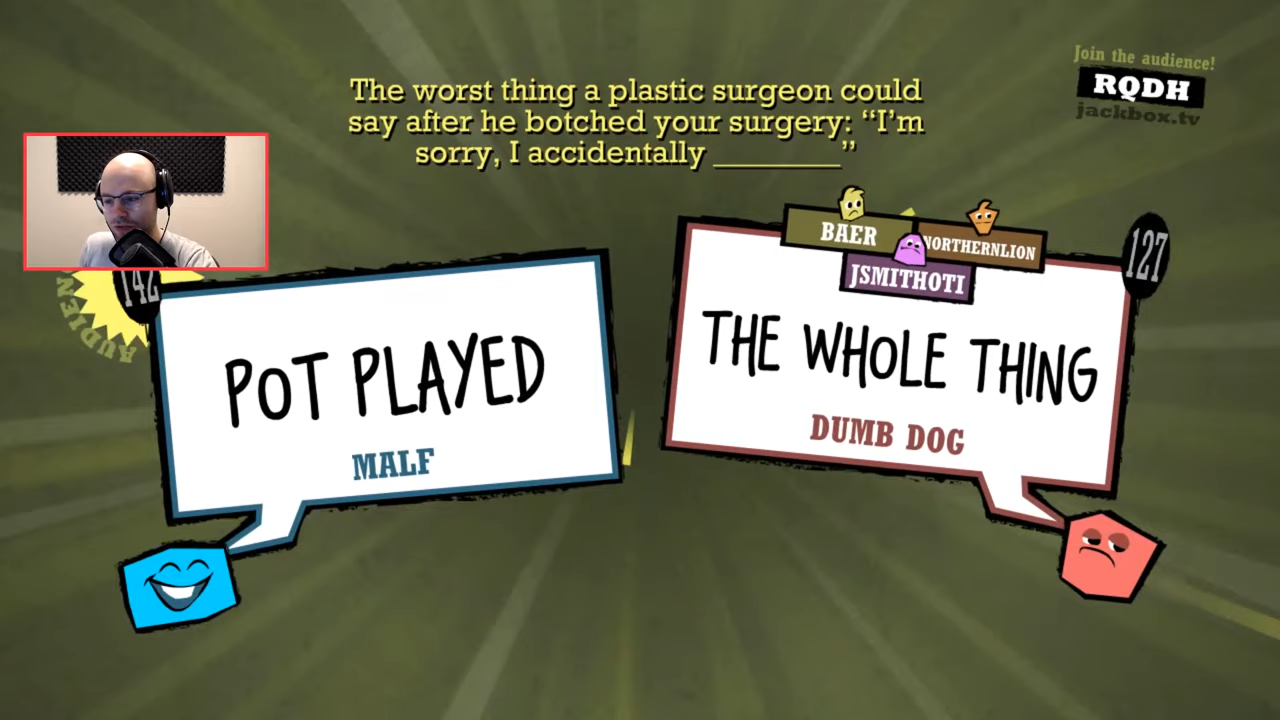 Join the audience!
RQDH
jackbox.tv
The worst thing a plastic surgeon could
say after he botched your surgery: “I’m
sorry, I accidentally ________”
BAER
NORTHERNLION
JSMITHOTI
142
127
AUDIEN
POT PLAYED
MALF
THE WHOLE THING
DUMB DOG